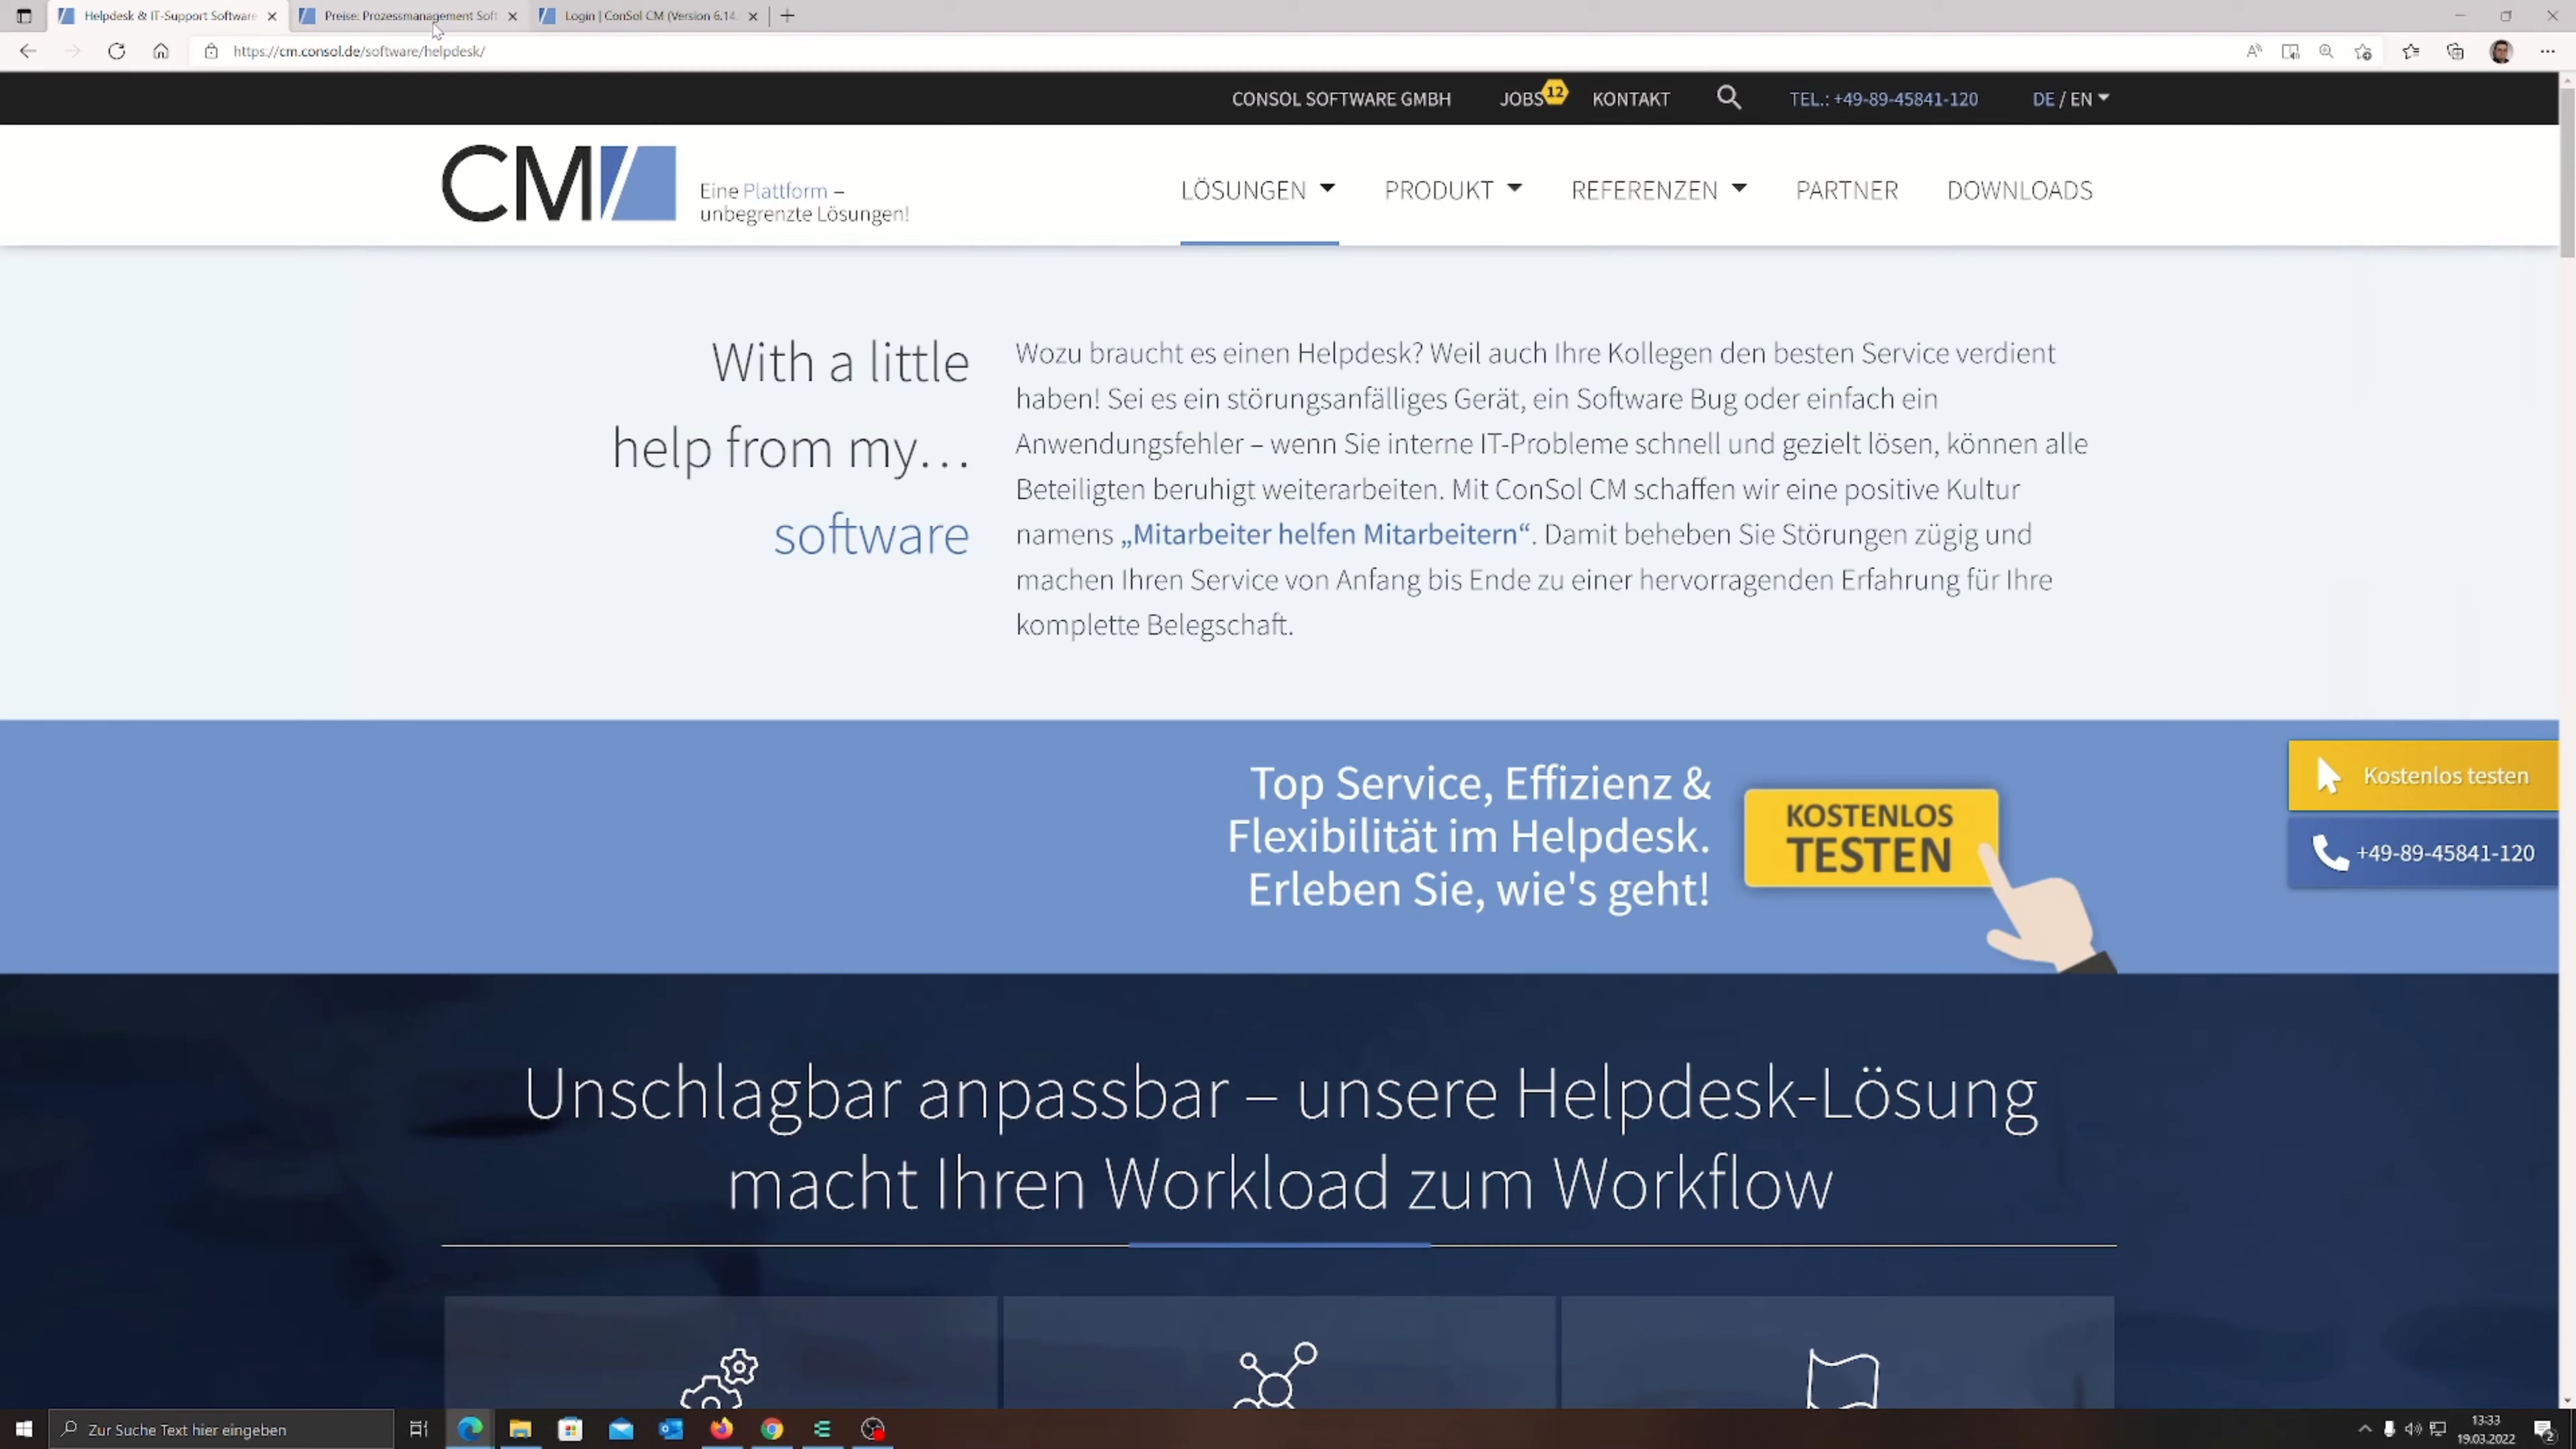 Helpdesk & IT-Support Software
Preise: Prozessmanagement Soft
Login | ConSol CM (Version 6.14.
https://cm.consol.de/software/helpdesk/
CONSOL SOFTWARE GMBH
JOBS
12
KONTAKT
TEL.: +49-89-45841-120
DE / EN
CM/
Eine Plattform –
unbegrenzte Lösungen!
LÖSUNGEN
PRODUKT
REFERENZEN
PARTNER
DOWNLOADS
With a little
help from my…
software
Wozu braucht es einen Helpdesk? Weil auch Ihre Kollegen den besten Service verdient
haben! Sei es ein störungsanfälliges Gerät, ein Software Bug oder einfach ein
Anwendungsfehler – wenn Sie interne IT-Probleme schnell und gezielt lösen, können alle
Beteiligten beruhigt weiterarbeiten. Mit ConSol CM schaffen wir eine positive Kultur
namens „Mitarbeiter helfen Mitarbeitern“. Damit beheben Sie Störungen zügig und
machen Ihren Service von Anfang bis Ende zu einer hervorragenden Erfahrung für Ihre
komplette Belegschaft.
Top Service, Effizienz &
Flexibilität im Helpdesk.
Erleben Sie, wie's geht!
KOSTENLOS
TESTEN
Kostenlos testen
+49-89-45841-120
Unschlagbar anpassbar – unsere Helpdesk-Lösung
macht Ihren Workload zum Workflow
Zur Suche Text hier eingeben
13:33
19.03.2022
2